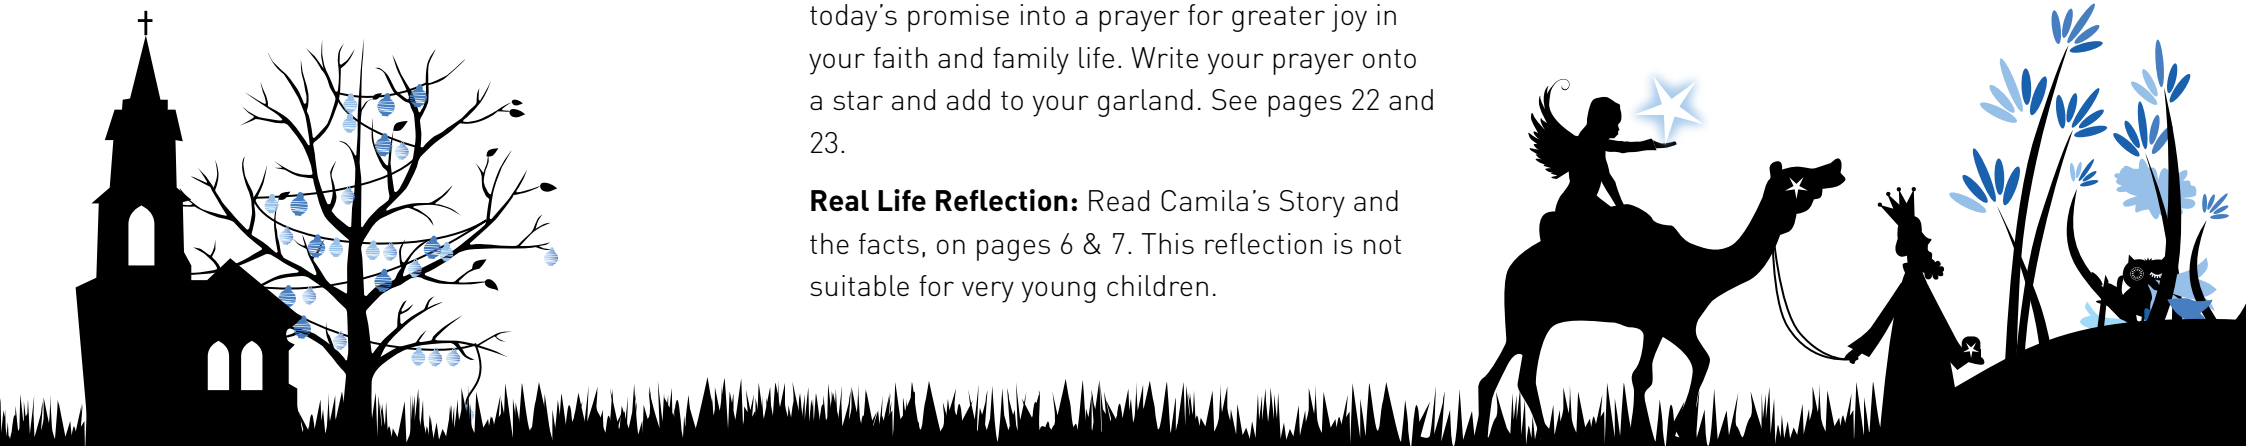 today’s promise into a prayer for greater joy in
your faith and family life. Write your prayer onto
a star and add to your garland. See pages 22 and
23.
Real Life Reflection: Read Camila’s Story and
the facts, on pages 6 & 7. This reflection is not
suitable for very young children.